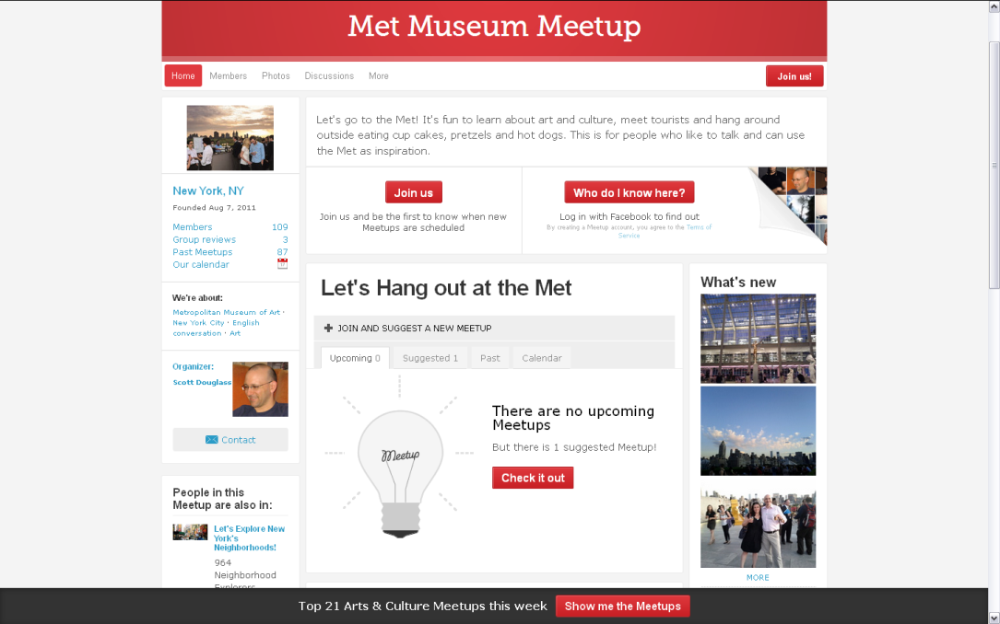 Met Museum Meetup
Home Members Photos Discussions More
Join us!
Let's go to the Met! It's fun to learn about art and culture, meet tourists and hang around
outside eating cup cakes, pretzels and hot dogs. This is for people who like to talk and can use
the Met as inspiration.
Join us
Join us and be the first to know when new
Meetups are scheduled
Who do I know here?
Log in with Facebook to find out
By creating a Meetup account, you agree to the Terms of
Service
New York, NY
Founded Aug 7, 2011
Members 109
Group reviews 3
Past Meetups 87
Our calendar
We're about:
Metropolitan Museum of Art ·
New York City · English
conversation · Art
Organizer:
Scott Douglass
Contact
People in this
Meetup are also in:
Let's Explore New
York's
Neighborhoods!
964
Neighborhood
Explorers
Let's Hang out at the Met
JOIN AND SUGGEST A NEW MEETUP
Upcoming 0 Suggested 1 Past Calendar
Meetup
There are no upcoming
Meetups
But there is 1 suggested Meetup!
Check it out
What's new
MORE
Top 21 Arts & Culture Meetups this week Show me the Meetups